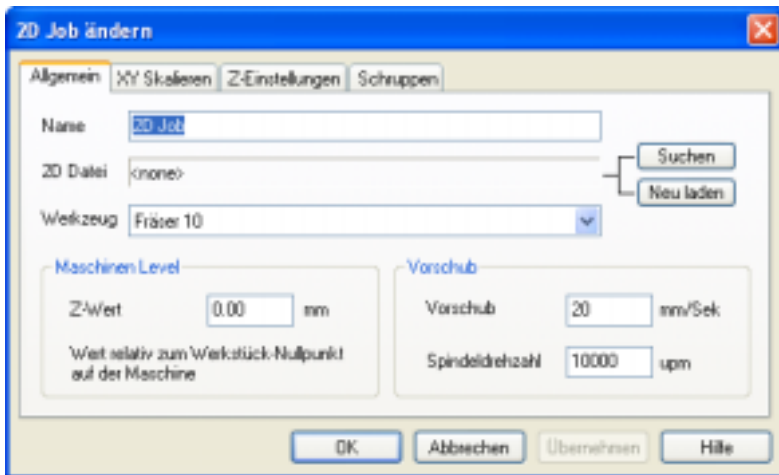 2D Job ändern
Allgemein XY Skalieren Z-Einstellungen Schruppen
Name 2D Job
2D Datei <none>
Suchen
Neu laden
Werkzeug Fräser 10
Maschinen Level
Z-Wert 0.00 mm
Wert relativ zum Werkstück-Nullpunkt
auf der Maschine
Vorschub
Vorschub 20 mm/Sek
Spindeldrehzahl 10000 upm
OK Abbrechen Übernehmen Hilfe